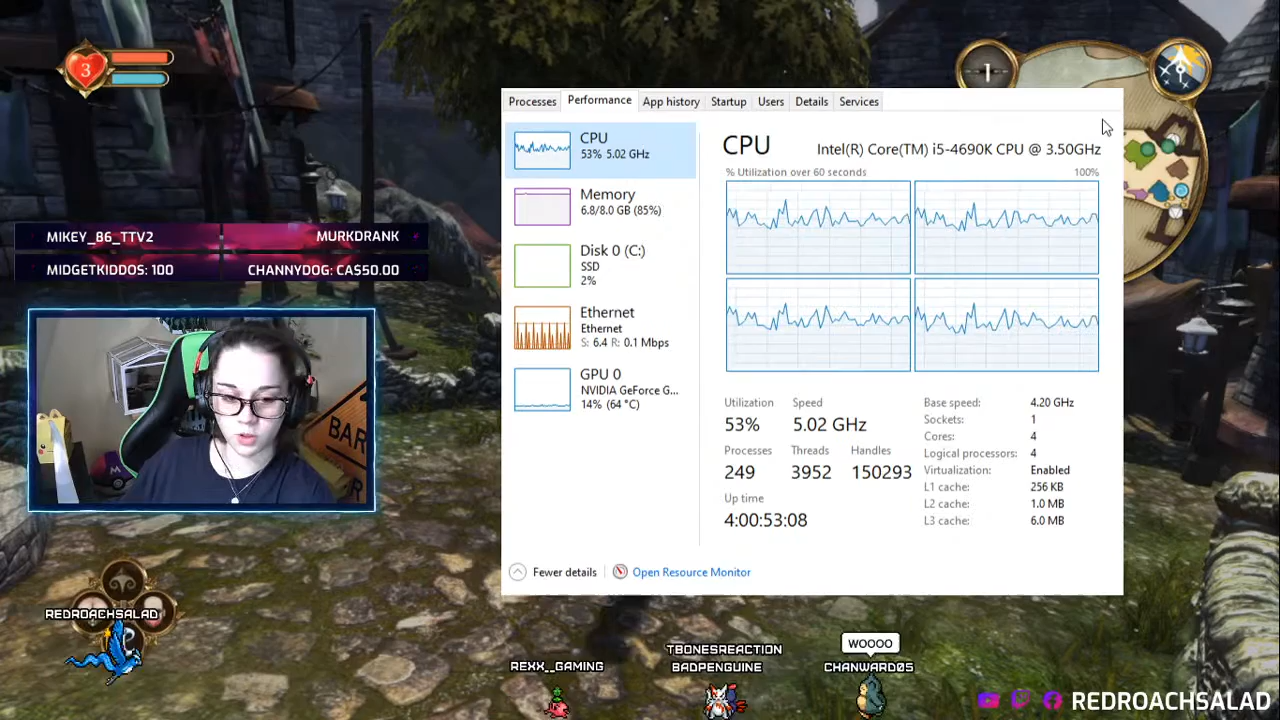 3
1
Processes Performance App history Startup Users Details Services
CPU
53% 5.02 GHz
Memory
6.8/8.0 GB (85%)
Disk 0 (C:)
SSD
2%
Ethernet
Ethernet
S: 6.4 R: 0.1 Mbps
GPU 0
NVIDIA GeForce G...
14% (64 °C)
CPU Intel(R) Core(TM) i5-4690K CPU @ 3.50GHz
% Utilization over 60 seconds 100%
Utilization Speed
53% 5.02 GHz
Processes Threads Handles
249 3952 150293
Up time
4:00:53:08
Base speed: 4.20 GHz
Sockets: 1
Cores: 4
Logical processors: 4
Virtualization: Enabled
L1 cache: 256 KB
L2 cache: 1.0 MB
L3 cache: 6.0 MB
Fewer details Open Resource Monitor
MIKEY_86_TTV2 MURKDRANK
MIDGETKIDDOS: 100 CHANNYDOG: CA$50.00
BAR
M
REDROACHSALAD
REXX__GAMING
TBONESREACTION
BADPENGUINE
WOOOO
CHANWARD05
REDROACHSALAD